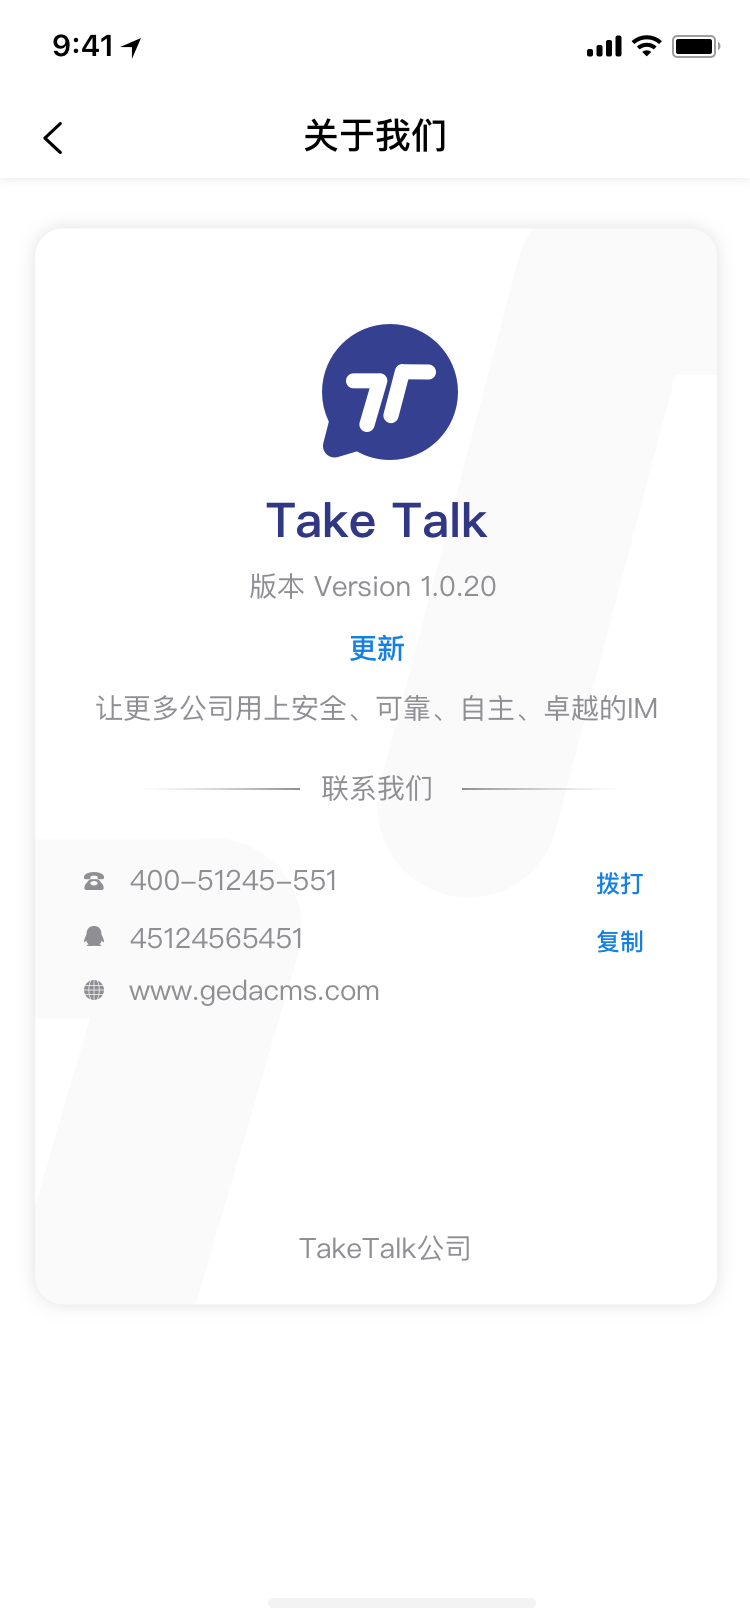 9:41
关于我们
Take Talk
版本 Version 1.0.20
更新
让更多公司用上安全、可靠、自主、卓越的IM
联系我们
400-51245-551 拨打
45124565451 复制
www.gedacms.com
TakeTalk公司